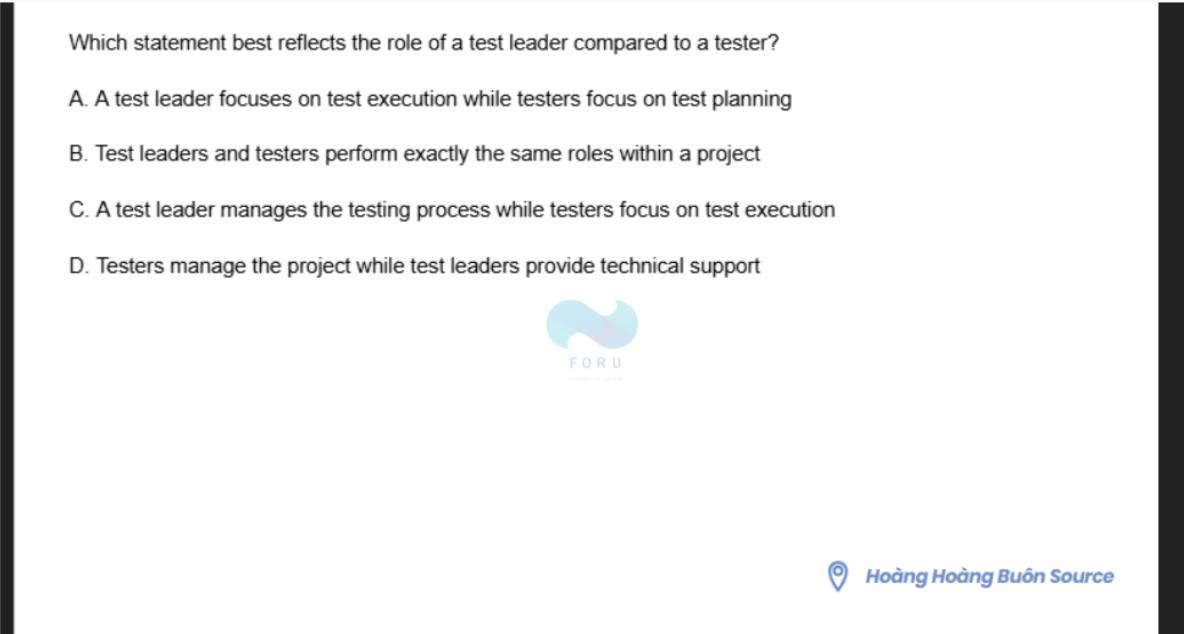 Which statement best reflects the role of a test leader compared to a tester?
A. A test leader focuses on test execution while testers focus on test planning
B. Test leaders and testers perform exactly the same roles within a project
C. A test leader manages the testing process while testers focus on test execution
D. Testers manage the project while test leaders provide technical support
FORU
Hoàng Hoàng Buôn Source